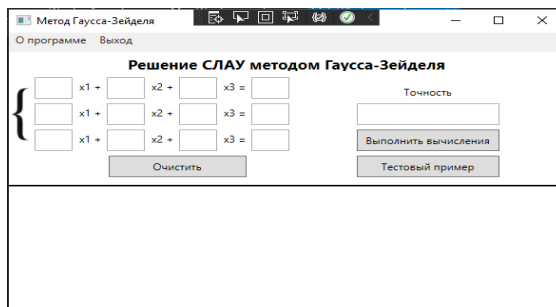 Метод Гаусса-Зейделя
О программе Выход
Решение СЛАУ методом Гаусса-Зейделя
x1 + x2 + x3 =
Точность
x1 + x2 + x3 =
x1 + x2 + x3 =
Выполнить вычисления
Очистить
Тестовый пример